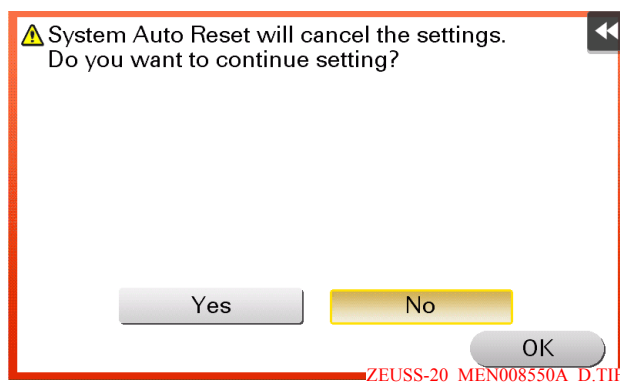 System Auto Reset will cancel the settings.
Do you want to continue setting?
Yes
No
OK
ZEUSS-20 MEN008550A D.TIF